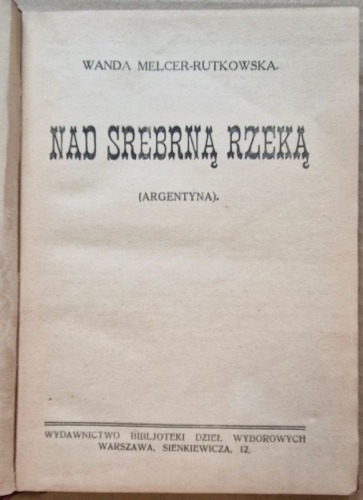 WANDA MELCER-RUTKOWSKA.
NAD SREBRNĄ RZEKĄ
(ARGENTYNA).
WYDAWNICTWO BIBLJOTEKI DZIEŁ WYBOROWYCH
WARSZAWA, SIENKIEWICZA, 12.